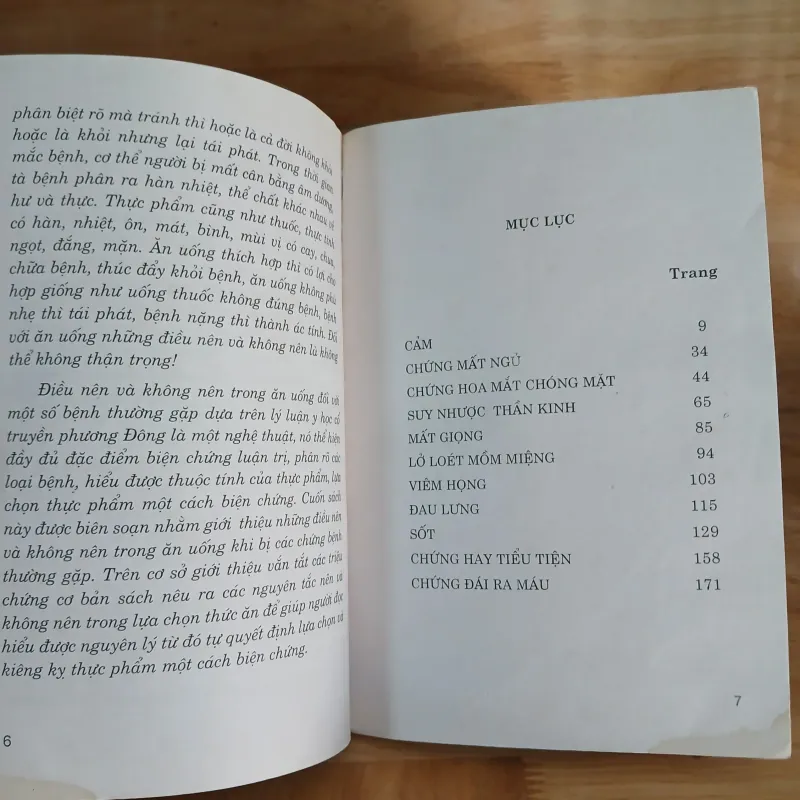 phân biệt rõ mà tránh thì hoặc là cả đời không khỏi
hoặc là khỏi nhưng lại tái phát. Trong thời gian
mắc bệnh, cơ thể người bị mất cân bằng âm dương,
tà bệnh phân ra hàn nhiệt, thể chất khác nhau về
hư và thực. Thực phẩm cũng như thuốc, thực tính
có hàn, nhiệt, ôn, mát, bình, mùi vị có cay, chua,
ngọt, đắng, mặn. Ăn uống thích hợp thì có lợi cho
chữa bệnh, thúc đẩy khỏi bệnh, ăn uống không phù
hợp giống như uống thuốc không đúng bệnh, bệnh
nhẹ thì tái phát, bệnh nặng thì thành ác tính. Đối
với ăn uống những điều nên và không nên là không
thể không thận trọng!
Điều nên và không nên trong ăn uống đối với
một số bệnh thường gặp dựa trên lý luận y học cổ
truyền phương Đông là một nghệ thuật, nó thể hiện
đầy đủ đặc điểm biện chứng luận trị, phân rõ các
loại bệnh, hiểu được thuộc tính của thực phẩm, lựa
chọn thực phẩm một cách biện chứng. Cuốn sách
này được biên soạn nhằm giới thiệu những điều nên
và không nên trong ăn uống khi bị các chứng bệnh
thường gặp. Trên cơ sở giới thiệu vắn tắt các triệu
chứng cơ bản sách nêu ra các nguyên tắc nên và
không nên trong lựa chọn thức ăn để giúp người đọc
hiểu được nguyên lý từ đó tự quyết định lựa chọn và
kiêng kỵ thực phẩm một cách biện chứng.
6
MỤC LỤC
Trang
CẢM 9
CHỨNG MẤT NGỦ 34
CHỨNG HOA MẮT CHÓNG MẶT 44
SUY NHƯỢC THẦN KINH 65
MẤT GIỌNG 85
LỞ LOÉT MỒM MIỆNG 94
VIÊM HỌNG 103
ĐAU LƯNG 115
SỐT 129
CHỨNG HAY TIỂU TIỆN 158
CHỨNG ĐÁI RA MÁU 171
7